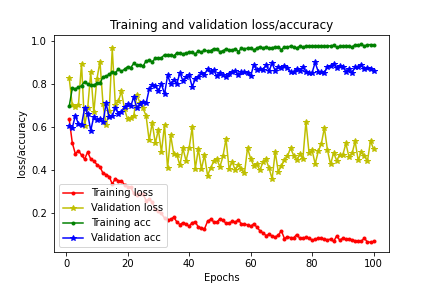 Training and validation loss/accuracy
loss/accuracy
1.0
0.8
0.6
0.4
0.2
Training loss
Validation loss
Training acc
Validation acc
0 20 40 60 80 100
Epochs